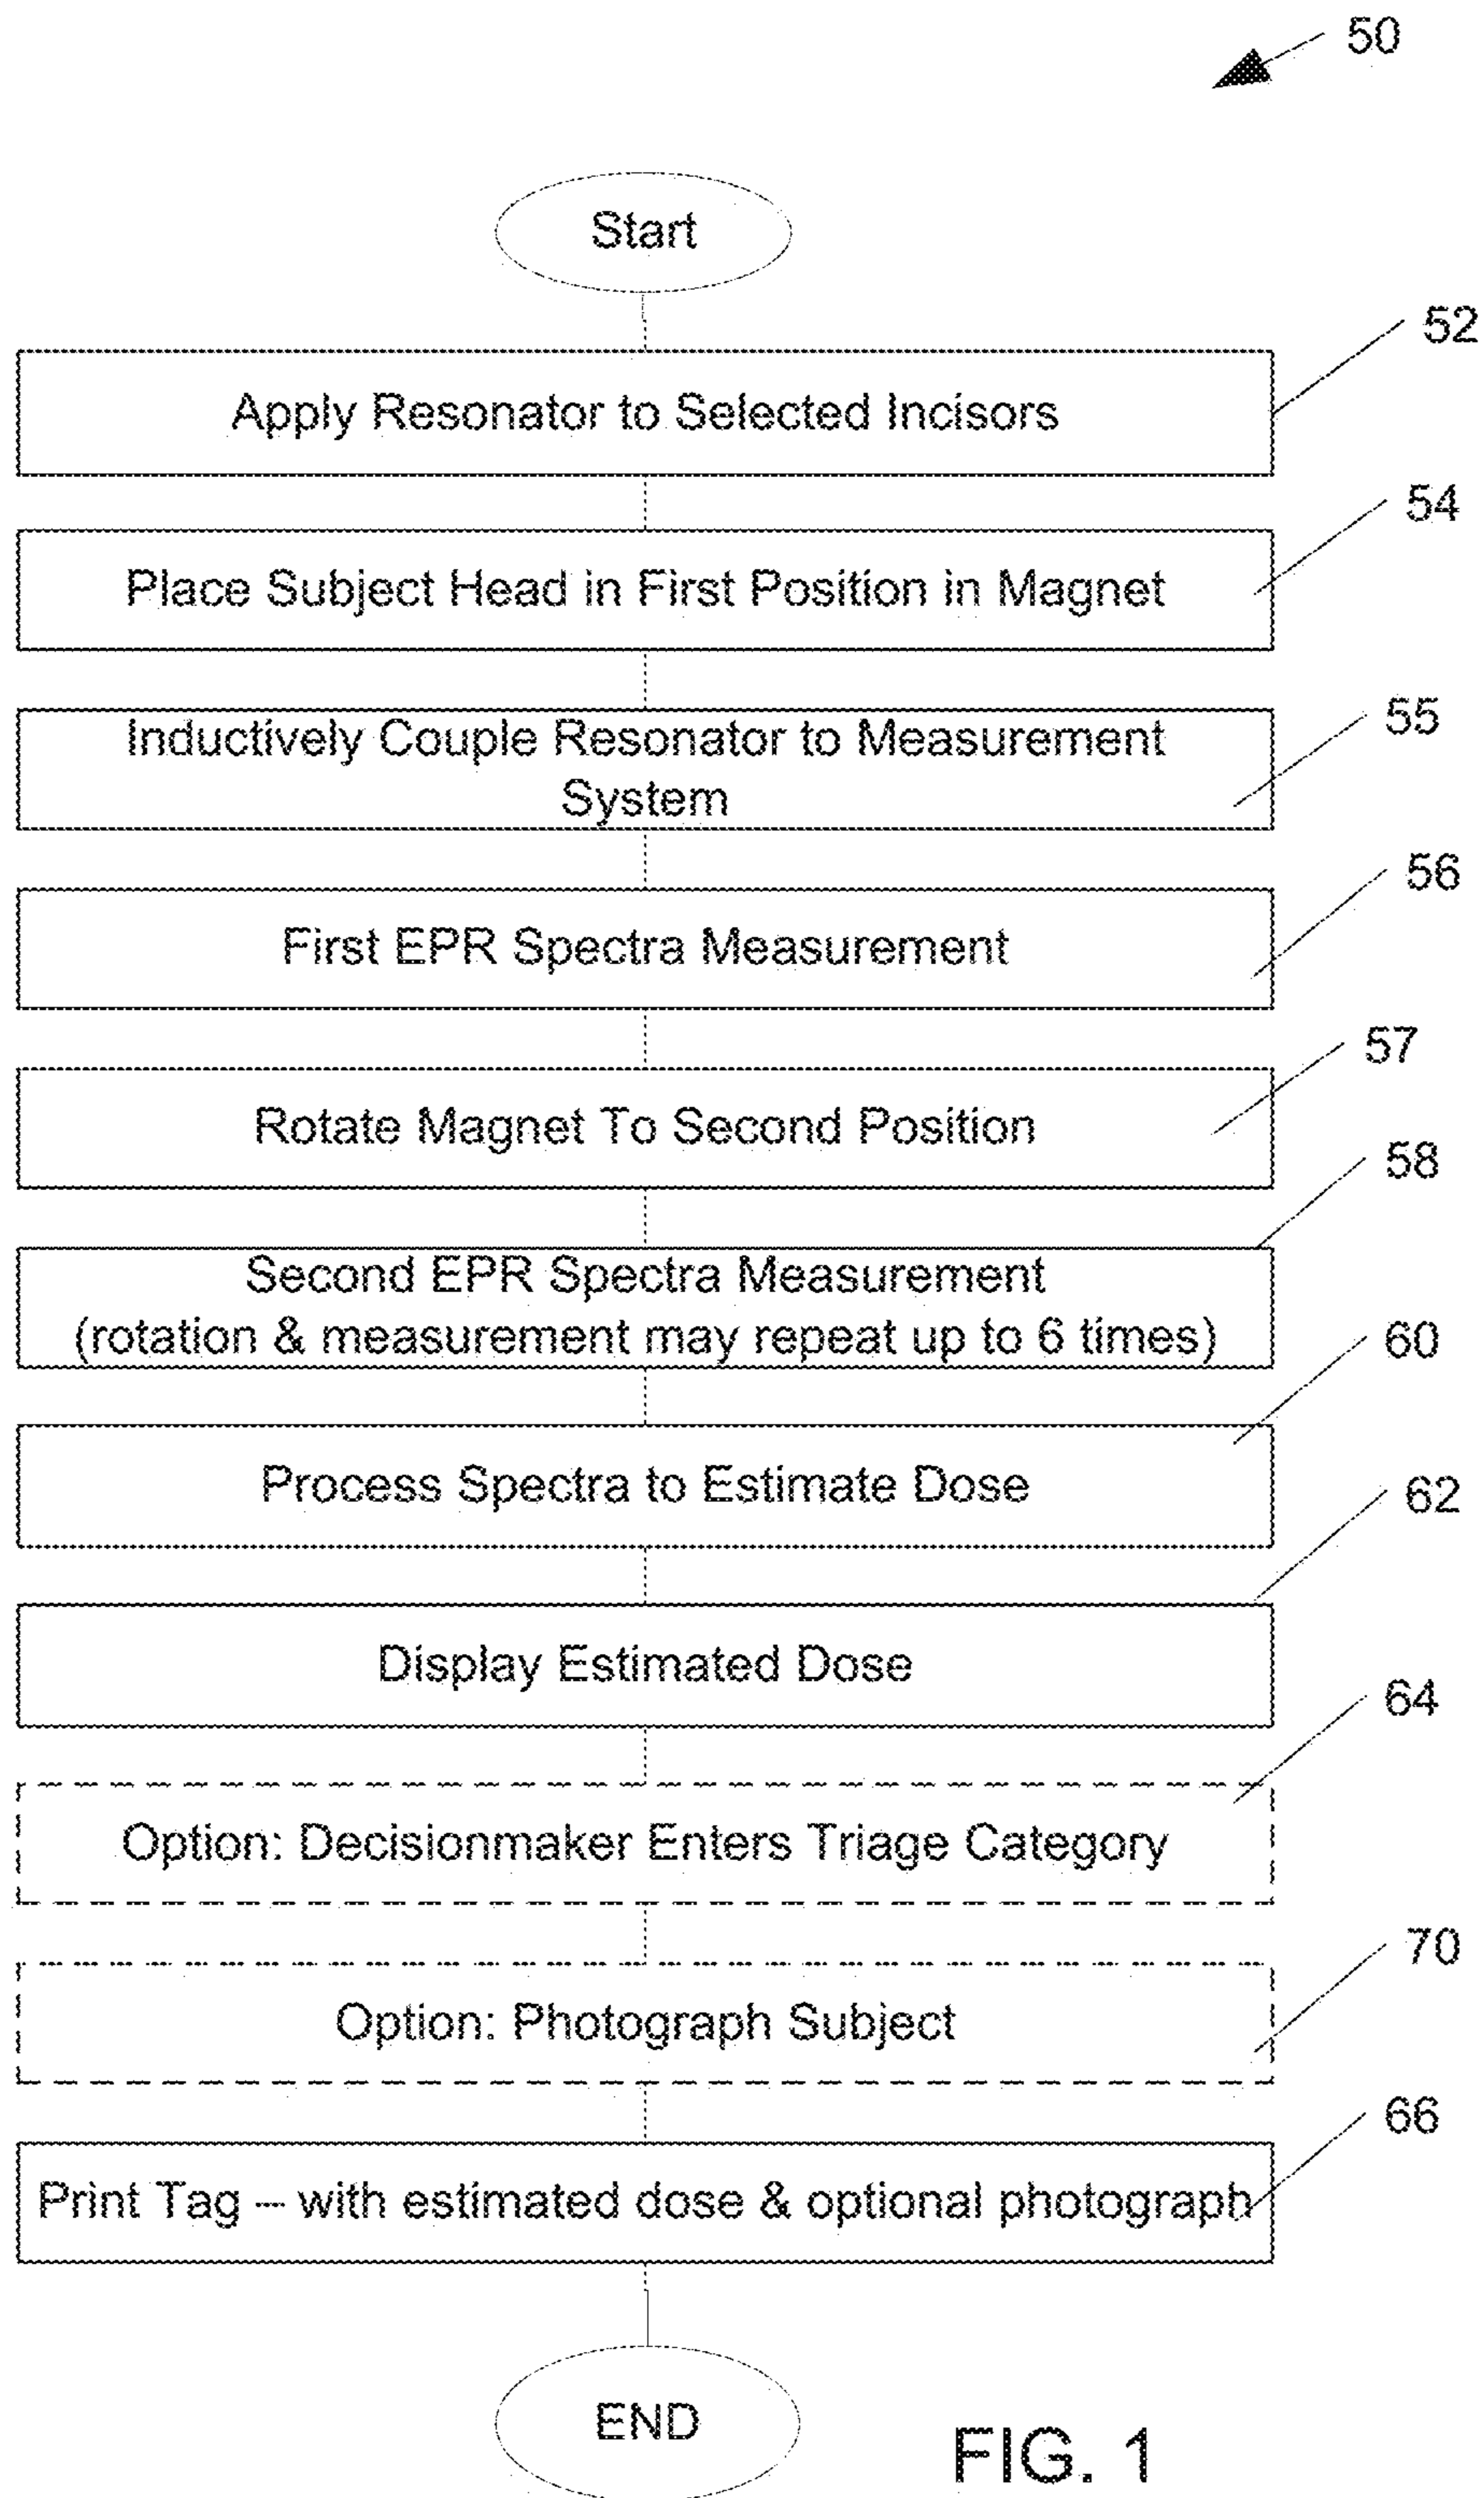 50
Start
52
Apply Resonator to Selected Incisors
54
Place Subject Head in First Position in Magnet
55
Inductively Couple Resonator to Measurement
System
56
First EPR Spectra Measurement
57
Rotate Magnet To Second Position
58
Second EPR Spectra Measurement
(rotation & measurement may repeat up to 6 times)
60
Process Spectra to Estimate Dose
62
Display Estimated Dose
64
Option: Decisionmaker Enters Triage Category
70
Option: Photograph Subject
66
Print Tag – with estimated dose & optional photograph
END
FIG. 1